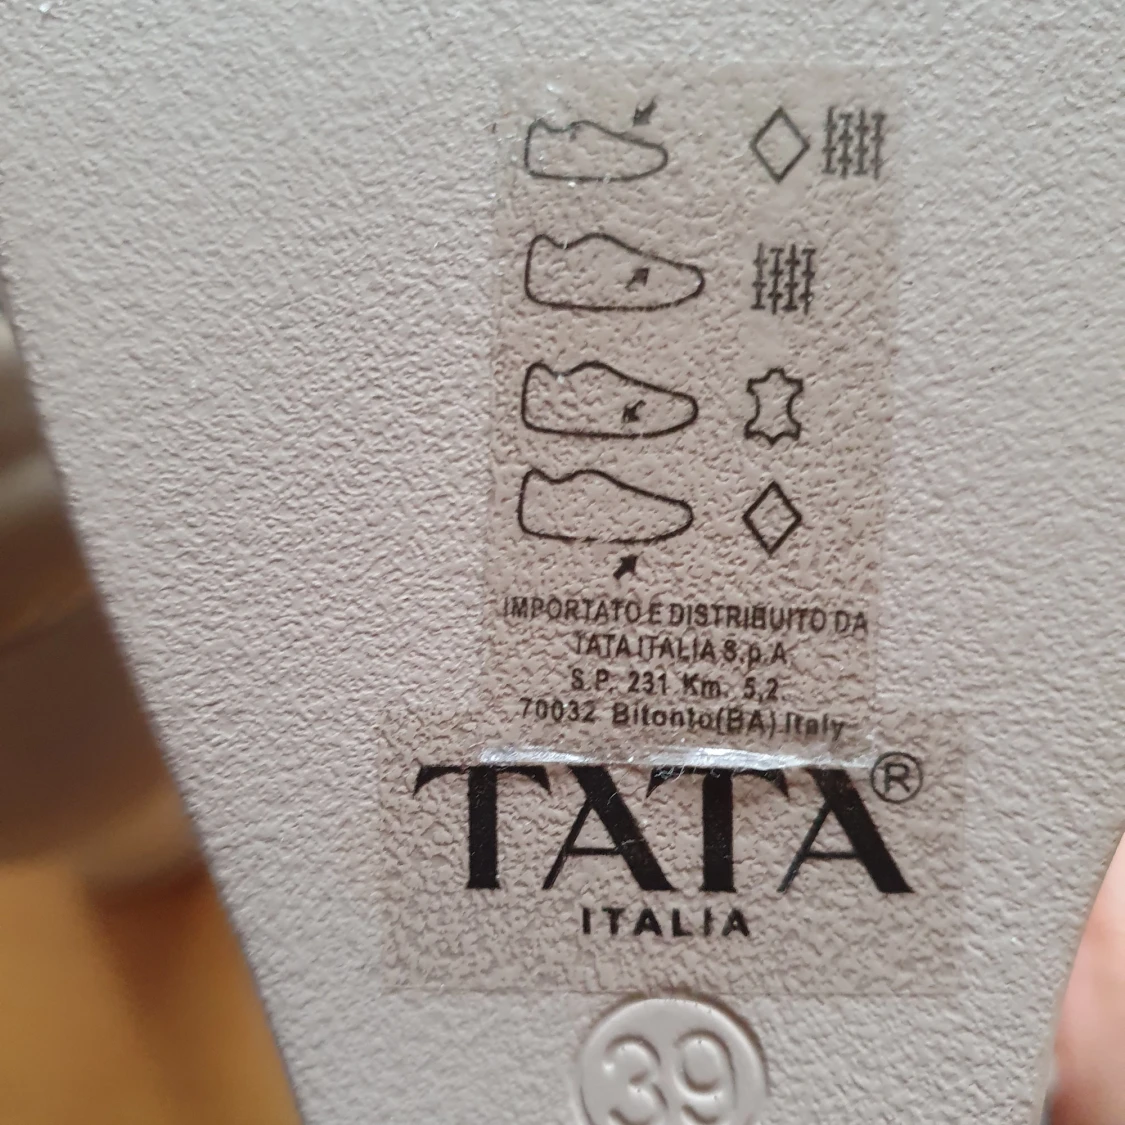 IMPORTATO E DISTRIBUITO DA
TATA ITALIA S.p.A
S.P. 231 Km. 5,2.
70032 Bitonto(BA).Italy
TATA®
ITALIA
39